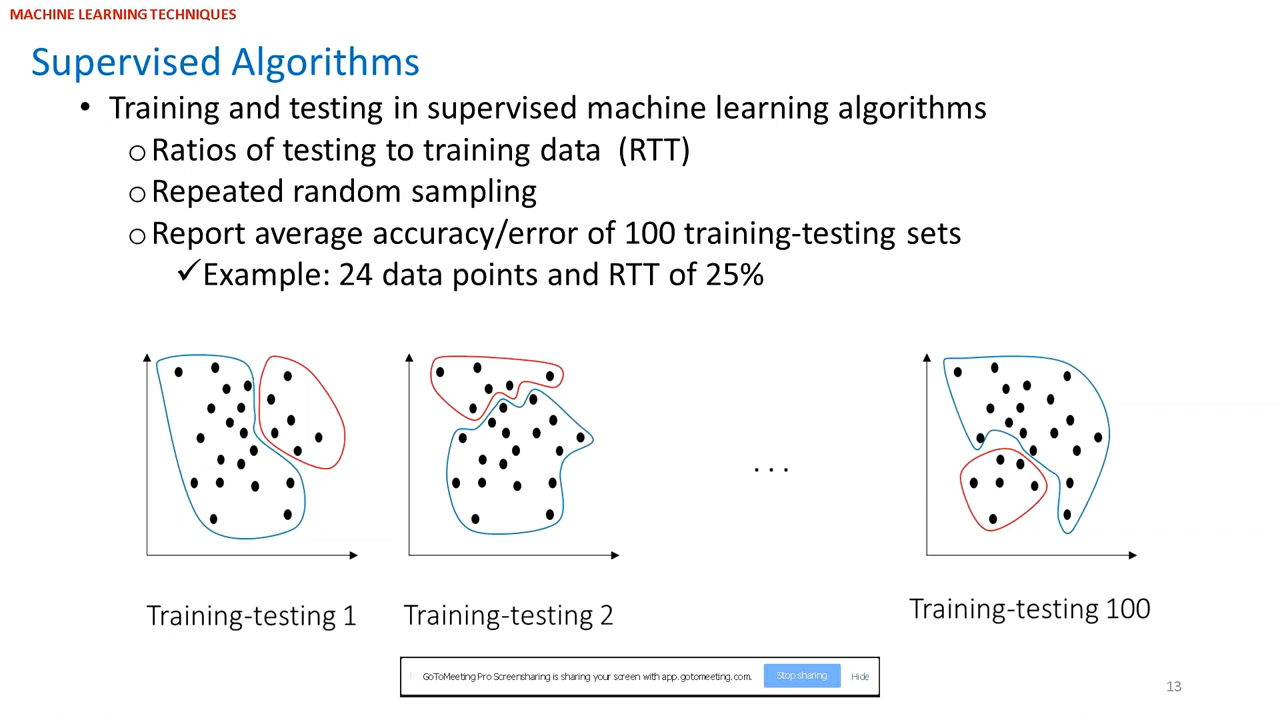 MACHINE LEARNING TECHNIQUES
Supervised Algorithms
• Training and testing in supervised machine learning algorithms
o Ratios of testing to training data (RTT)
o Repeated random sampling
o Report average accuracy/error of 100 training-testing sets
✓Example: 24 data points and RTT of 25%
. . .
Training-testing 1
Training-testing 2
Training-testing 100
GoToMeeting Pro Screensharing is sharing your screen with app.gotomeeting.com.
Stop sharing
Hide
13